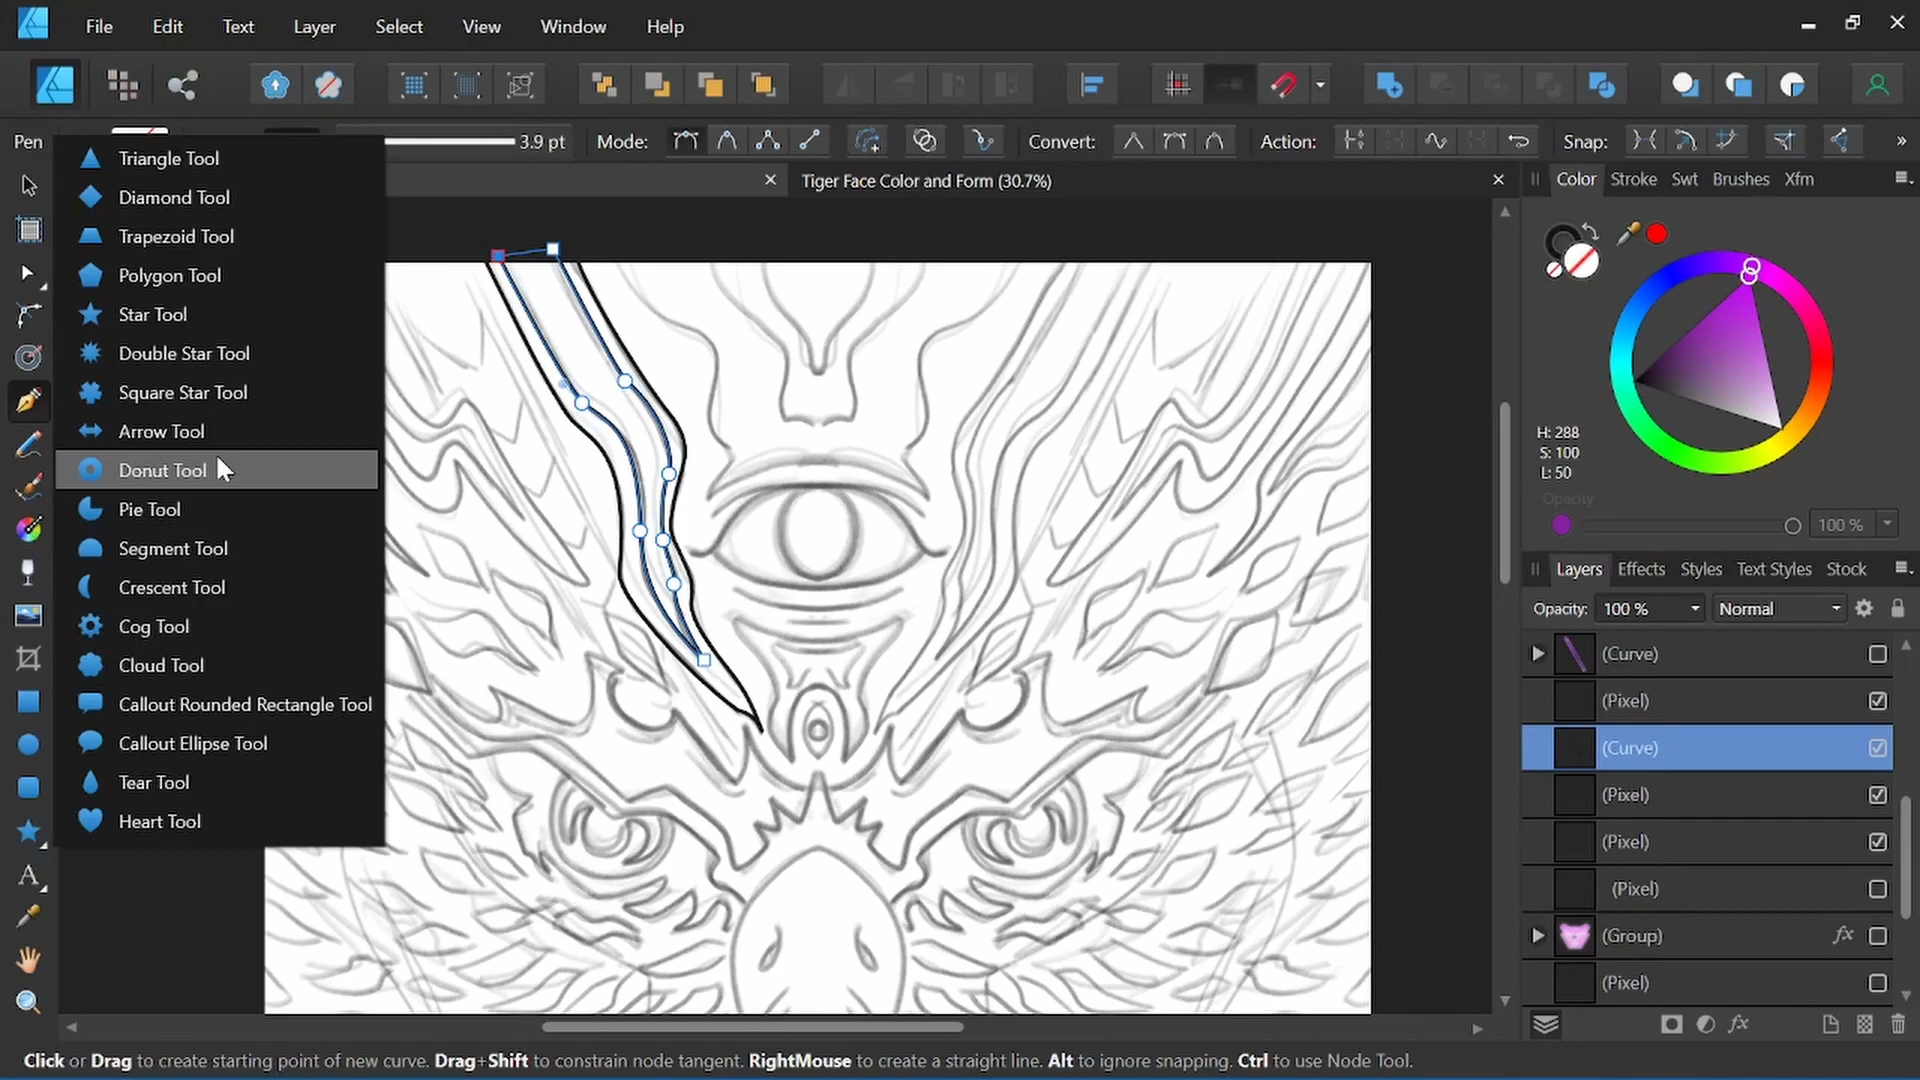 File Edit Text Layer Select View Window Help
Pen 3.9 pt Mode: Convert: Action: Snap: »
Tiger Face Color and Form (30.7%)
Color Stroke Swt Brushes Xfm
Triangle Tool
Diamond Tool
Trapezoid Tool
Polygon Tool
Star Tool
Double Star Tool
Square Star Tool
Arrow Tool
Donut Tool
Pie Tool
Segment Tool
Crescent Tool
Cog Tool
Cloud Tool
Callout Rounded Rectangle Tool
Callout Ellipse Tool
Tear Tool
Heart Tool
H: 288
S: 100
L: 50
Opacity
100 %
Layers Effects Styles Text Styles Stock
Opacity: 100 % Normal
(Curve)
(Pixel)
(Curve)
(Pixel)
(Pixel)
(Pixel)
(Group) fx
(Pixel)
Click or Drag to create starting point of new curve. Drag+Shift to constrain node tangent. RightMouse to create a straight line. Alt to ignore snapping. Ctrl to use Node Tool.